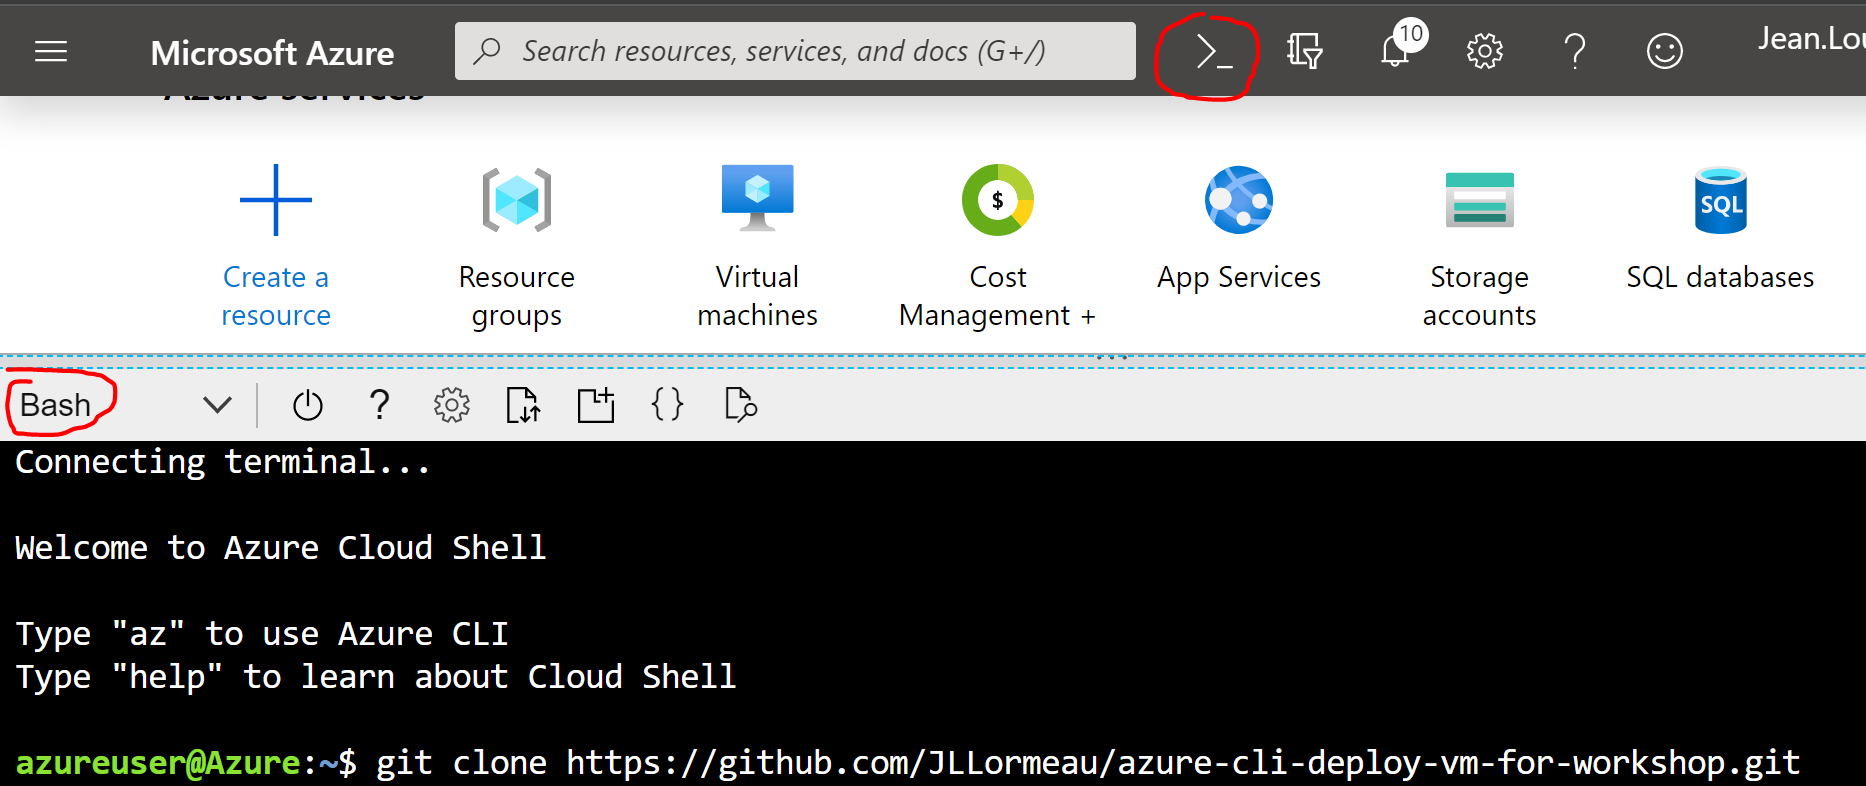 Microsoft Azure
Search resources, services, and docs (G+/)
10
Jean.Lou
Azure services
Create a
resource
Resource
groups
Virtual
machines
$
Cost
Management +
App Services
Storage
accounts
SQL
SQL databases
Bash
Connecting terminal...
Welcome to Azure Cloud Shell
Type "az" to use Azure CLI
Type "help" to learn about Cloud Shell
azureuser@Azure:~$ git clone https://github.com/JLLormeau/azure-cli-deploy-vm-for-workshop.git